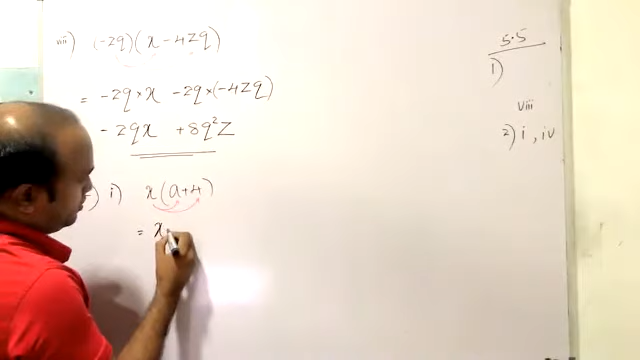 viii) (-2q)(x - 4zq)
= -2q×x -2q×(-4zq)
-2qx +8q²z
i) x(a+4)
= x
5.5
1)
viii
2) i, iv